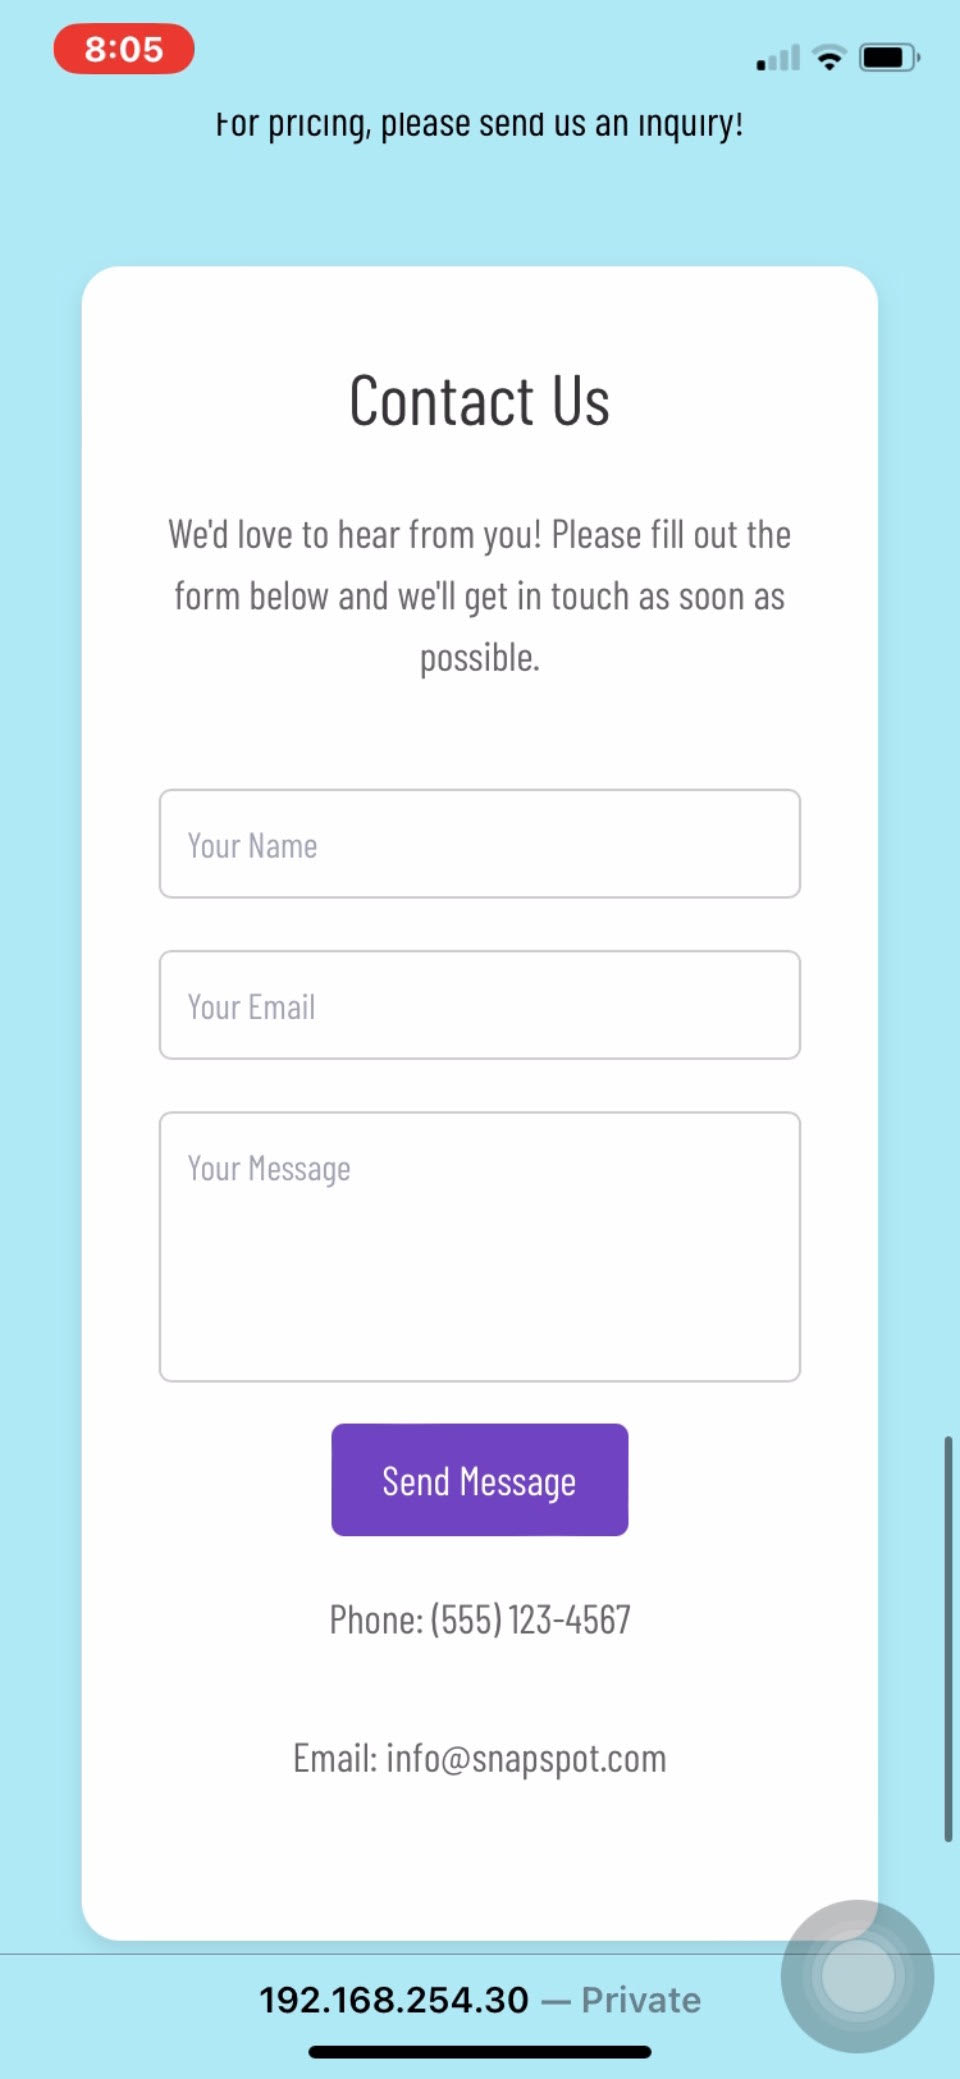 8:05
For pricing, please send us an inquiry!
Contact Us
We'd love to hear from you! Please fill out the
form below and we'll get in touch as soon as
possible.
Your Name
Your Email
Your Message
Send Message
Phone: (555) 123-4567
Email: info@snapspot.com
192.168.254.30 — Private